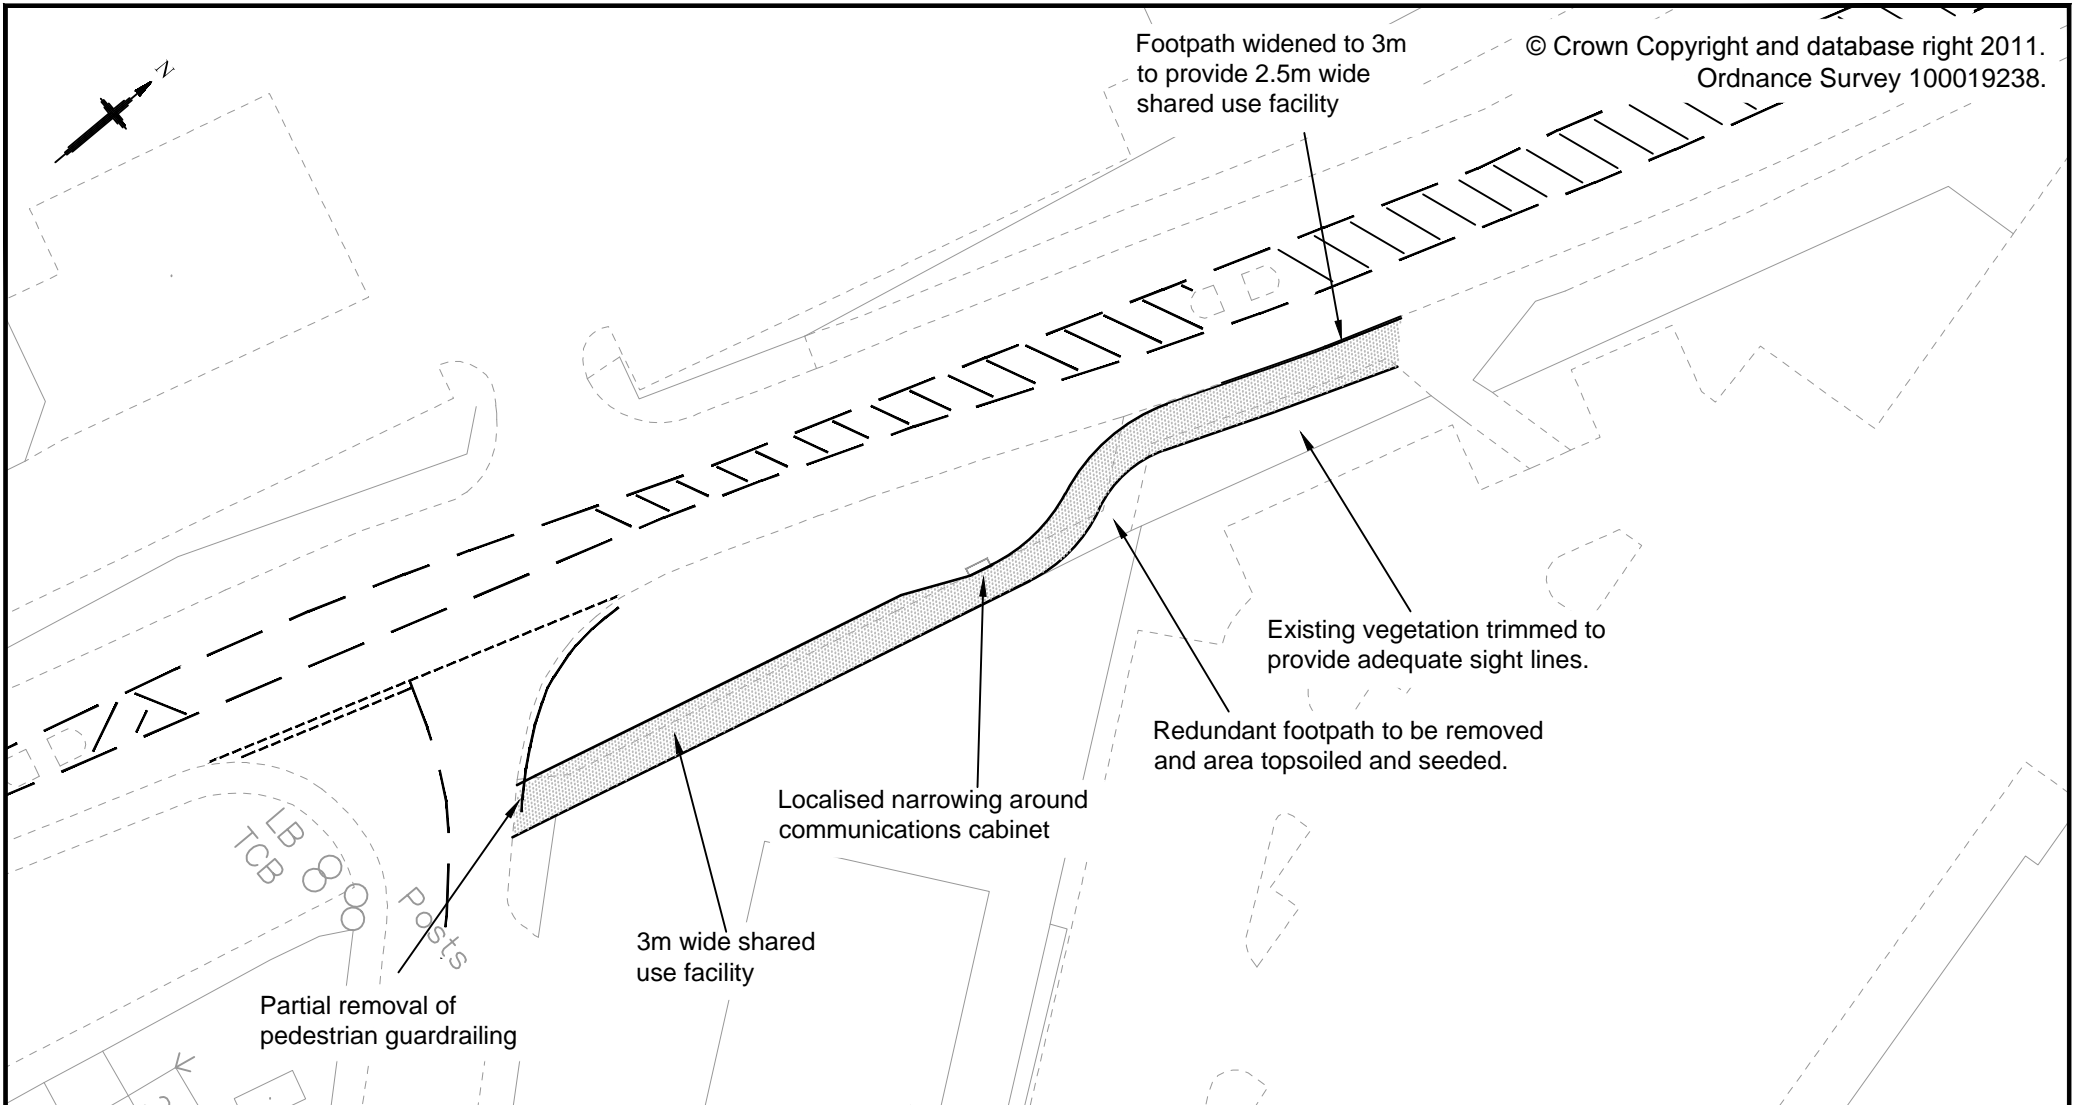 N
Footpath widened to 3m
to provide 2.5m wide
shared use facility
© Crown Copyright and database right 2011.
Ordnance Survey 100019238.
Existing vegetation trimmed to
provide adequate sight lines.
Redundant footpath to be removed
and area topsoiled and seeded.
Localised narrowing around
communications cabinet
LB
TCB
Posts
3m wide shared
use facility
Partial removal of
pedestrian guardrailing